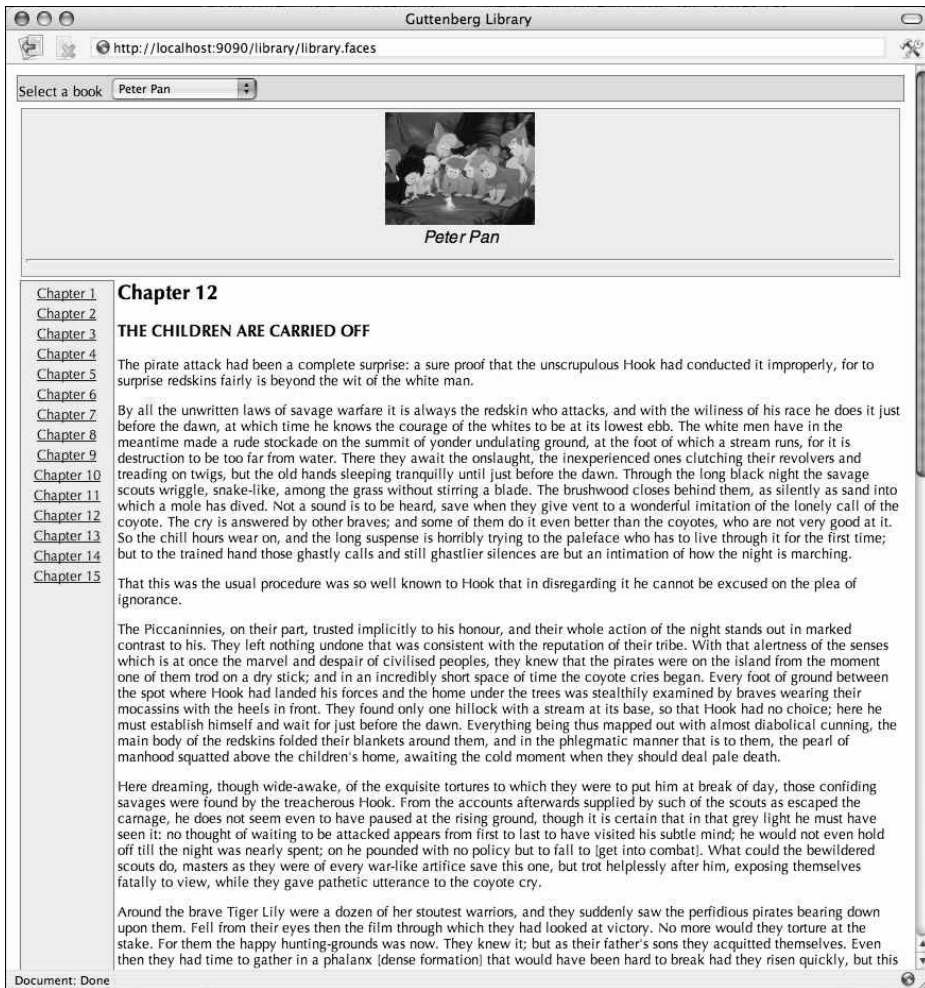 Guttenberg Library
http://localhost:9090/library/library.faces
Select a book Peter Pan
Peter Pan
Chapter 1
Chapter 2
Chapter 3
Chapter 4
Chapter 5
Chapter 6
Chapter 7
Chapter 8
Chapter 9
Chapter 10
Chapter 11
Chapter 12
Chapter 13
Chapter 14
Chapter 15
Chapter 12
THE CHILDREN ARE CARRIED OFF
The pirate attack had been a complete surprise: a sure proof that the unscrupulous Hook had conducted it improperly, for to
surprise redskins fairly is beyond the wit of the white man.
By all the unwritten laws of savage warfare it is always the redskin who attacks, and with the wiliness of his race he does it just
before the dawn, at which time he knows the courage of the whites to be at its lowest ebb. The white men have in the
meantime made a rude stockade on the summit of yonder undulating ground, at the foot of which a stream runs, for it is
destruction to be too far from water. There they await the onslaught, the inexperienced ones clutching their revolvers and
treading on twigs, but the old hands sleeping tranquilly until just before the dawn. Through the long black night the savage
scouts wriggle, snake-like, among the grass without stirring a blade. The brushwood closes behind them, as silently as sand into
which a mole has dived. Not a sound is to be heard, save when they give vent to a wonderful imitation of the lonely call of the
coyote. The cry is answered by other braves; and some of them do it even better than the coyotes, who are not very good at it.
So the chill hours wear on, and the long suspense is horribly trying to the paleface who has to live through it for the first time;
but to the trained hand those ghastly calls and still ghastlier silences are but an intimation of how the night is marching.
That this was the usual procedure was so well known to Hook that in disregarding it he cannot be excused on the plea of
ignorance.
The Piccaninnies, on their part, trusted implicitly to his honour, and their whole action of the night stands out in marked
contrast to his. They left nothing undone that was consistent with the reputation of their tribe. With that alertness of the senses
which is at once the marvel and despair of civilised peoples, they knew that the pirates were on the island from the moment
one of them trod on a dry stick; and in an incredibly short space of time the coyote cries began. Every foot of ground between
the spot where Hook had landed his forces and the home under the trees was stealthily examined by braves wearing their
mocassins with the heels in front. They found only one hillock with a stream at its base, so that Hook had no choice; here he
must establish himself and wait for just before the dawn. Everything being thus mapped out with almost diabolical cunning, the
main body of the redskins folded their blankets around them, and in the phlegmatic manner that is to them, the pearl of
manhood squatted above the children's home, awaiting the cold moment when they should deal pale death.
Here dreaming, though wide-awake, of the exquisite tortures to which they were to put him at break of day, those confiding
savages were found by the treacherous Hook. From the accounts afterwards supplied by such of the scouts as escaped the
carnage, he does not seem even to have paused at the rising ground, though it is certain that in that grey light he must have
seen it: no thought of waiting to be attacked appears from first to last to have visited his subtle mind; he would not even hold
off till the night was nearly spent; on he pounded with no policy but to fall to [get into combat]. What could the bewildered
scouts do, masters as they were of every war-like artifice save this one, but trot helplessly after him, exposing themselves
fatally to view, while they gave pathetic utterance to the coyote cry.
Around the brave Tiger Lily were a dozen of her stoutest warriors, and they suddenly saw the perfidious pirates bearing down
upon them. Fell from their eyes then the film through which they had looked at victory. No more would they torture at the
stake. For them the happy hunting-grounds was now. They knew it; but as their father's sons they acquitted themselves. Even
then they had time to gather in a phalanx [dense formation] that would have been hard to break had they risen quickly, but this
Document: Done